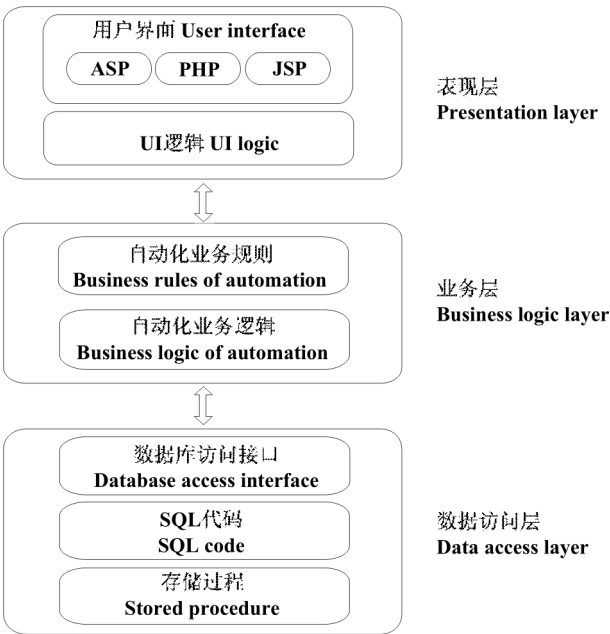 用户界面 User interface
ASP PHP JSP
UI逻辑 UI logic
表现层
Presentation layer
自动化业务规则
Business rules of automation
自动化业务逻辑
Business logic of automation
业务层
Business logic layer
数据库访问接口
Database access interface
SQL代码
SQL code
存储过程
Stored procedure
数据访问层
Data access layer